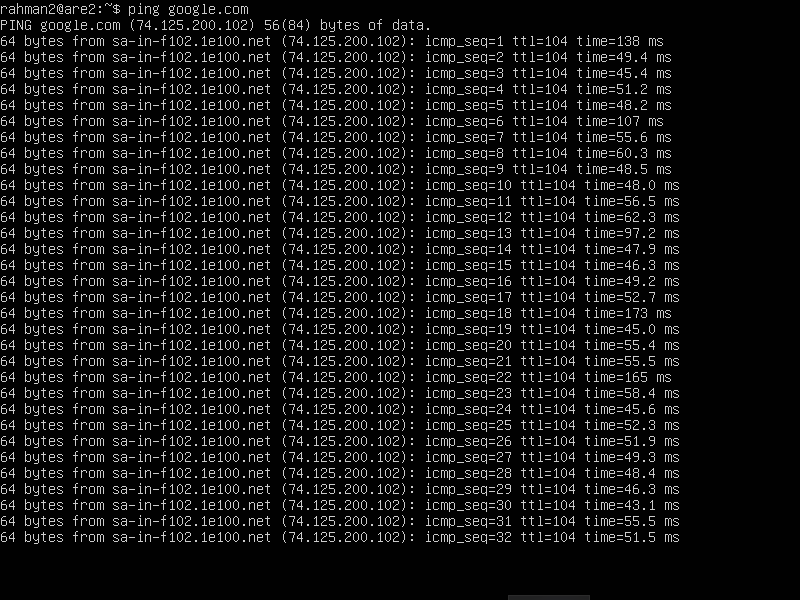 rahman2@are2:~$ ping google.com
PING google.com (74.125.200.102) 56(84) bytes of data.
64 bytes from sa-in-f102.1e100.net (74.125.200.102): icmp_seq=1 ttl=104 time=138 ms
64 bytes from sa-in-f102.1e100.net (74.125.200.102): icmp_seq=2 ttl=104 time=49.4 ms
64 bytes from sa-in-f102.1e100.net (74.125.200.102): icmp_seq=3 ttl=104 time=45.4 ms
64 bytes from sa-in-f102.1e100.net (74.125.200.102): icmp_seq=4 ttl=104 time=51.2 ms
64 bytes from sa-in-f102.1e100.net (74.125.200.102): icmp_seq=5 ttl=104 time=48.2 ms
64 bytes from sa-in-f102.1e100.net (74.125.200.102): icmp_seq=6 ttl=104 time=107 ms
64 bytes from sa-in-f102.1e100.net (74.125.200.102): icmp_seq=7 ttl=104 time=55.6 ms
64 bytes from sa-in-f102.1e100.net (74.125.200.102): icmp_seq=8 ttl=104 time=60.3 ms
64 bytes from sa-in-f102.1e100.net (74.125.200.102): icmp_seq=9 ttl=104 time=48.5 ms
64 bytes from sa-in-f102.1e100.net (74.125.200.102): icmp_seq=10 ttl=104 time=48.0 ms
64 bytes from sa-in-f102.1e100.net (74.125.200.102): icmp_seq=11 ttl=104 time=56.5 ms
64 bytes from sa-in-f102.1e100.net (74.125.200.102): icmp_seq=12 ttl=104 time=62.3 ms
64 bytes from sa-in-f102.1e100.net (74.125.200.102): icmp_seq=13 ttl=104 time=97.2 ms
64 bytes from sa-in-f102.1e100.net (74.125.200.102): icmp_seq=14 ttl=104 time=47.9 ms
64 bytes from sa-in-f102.1e100.net (74.125.200.102): icmp_seq=15 ttl=104 time=46.3 ms
64 bytes from sa-in-f102.1e100.net (74.125.200.102): icmp_seq=16 ttl=104 time=49.2 ms
64 bytes from sa-in-f102.1e100.net (74.125.200.102): icmp_seq=17 ttl=104 time=52.7 ms
64 bytes from sa-in-f102.1e100.net (74.125.200.102): icmp_seq=18 ttl=104 time=173 ms
64 bytes from sa-in-f102.1e100.net (74.125.200.102): icmp_seq=19 ttl=104 time=45.0 ms
64 bytes from sa-in-f102.1e100.net (74.125.200.102): icmp_seq=20 ttl=104 time=55.4 ms
64 bytes from sa-in-f102.1e100.net (74.125.200.102): icmp_seq=21 ttl=104 time=55.5 ms
64 bytes from sa-in-f102.1e100.net (74.125.200.102): icmp_seq=22 ttl=104 time=165 ms
64 bytes from sa-in-f102.1e100.net (74.125.200.102): icmp_seq=23 ttl=104 time=58.4 ms
64 bytes from sa-in-f102.1e100.net (74.125.200.102): icmp_seq=24 ttl=104 time=45.6 ms
64 bytes from sa-in-f102.1e100.net (74.125.200.102): icmp_seq=25 ttl=104 time=52.3 ms
64 bytes from sa-in-f102.1e100.net (74.125.200.102): icmp_seq=26 ttl=104 time=51.9 ms
64 bytes from sa-in-f102.1e100.net (74.125.200.102): icmp_seq=27 ttl=104 time=49.3 ms
64 bytes from sa-in-f102.1e100.net (74.125.200.102): icmp_seq=28 ttl=104 time=48.4 ms
64 bytes from sa-in-f102.1e100.net (74.125.200.102): icmp_seq=29 ttl=104 time=46.3 ms
64 bytes from sa-in-f102.1e100.net (74.125.200.102): icmp_seq=30 ttl=104 time=43.1 ms
64 bytes from sa-in-f102.1e100.net (74.125.200.102): icmp_seq=31 ttl=104 time=55.5 ms
64 bytes from sa-in-f102.1e100.net (74.125.200.102): icmp_seq=32 ttl=104 time=51.5 ms